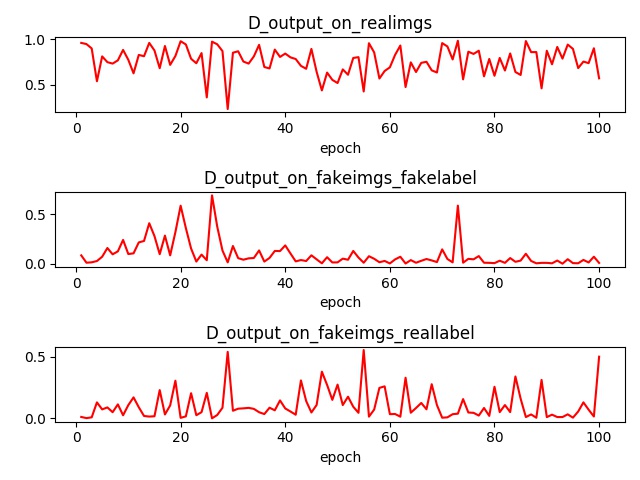 D_output_on_realimgs
1.0
0.5
0 20 40 60 80 100
epoch
D_output_on_fakeimgs_fakelabel
0.5
0.0
0 20 40 60 80 100
epoch
D_output_on_fakeimgs_reallabel
0.5
0.0
0 20 40 60 80 100
epoch